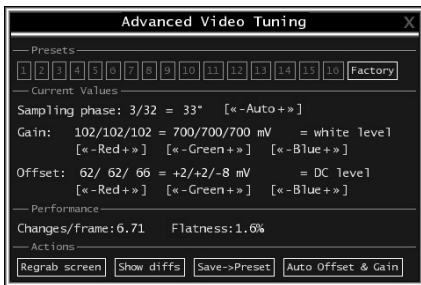 Advanced Video Tuning X
Presets
1 2 3 4 5 6 7 8 9 10 11 12 13 14 15 16 Factory
Current Values
Sampling phase: 3/32 = 33° [«-Auto+»]
Gain: 102/102/102 = 700/700/700 mV = white level
[«-Red+»] [«-Green+»] [«-Blue+»]
Offset: 62/ 62/ 66 = +2/+2/-8 mV = DC level
[«-Red+»] [«-Green+»] [«-Blue+»]
Performance
Changes/frame:6.71 Flatness:1.6%
Actions
Regrab screen Show diffs Save->Preset Auto Offset & Gain